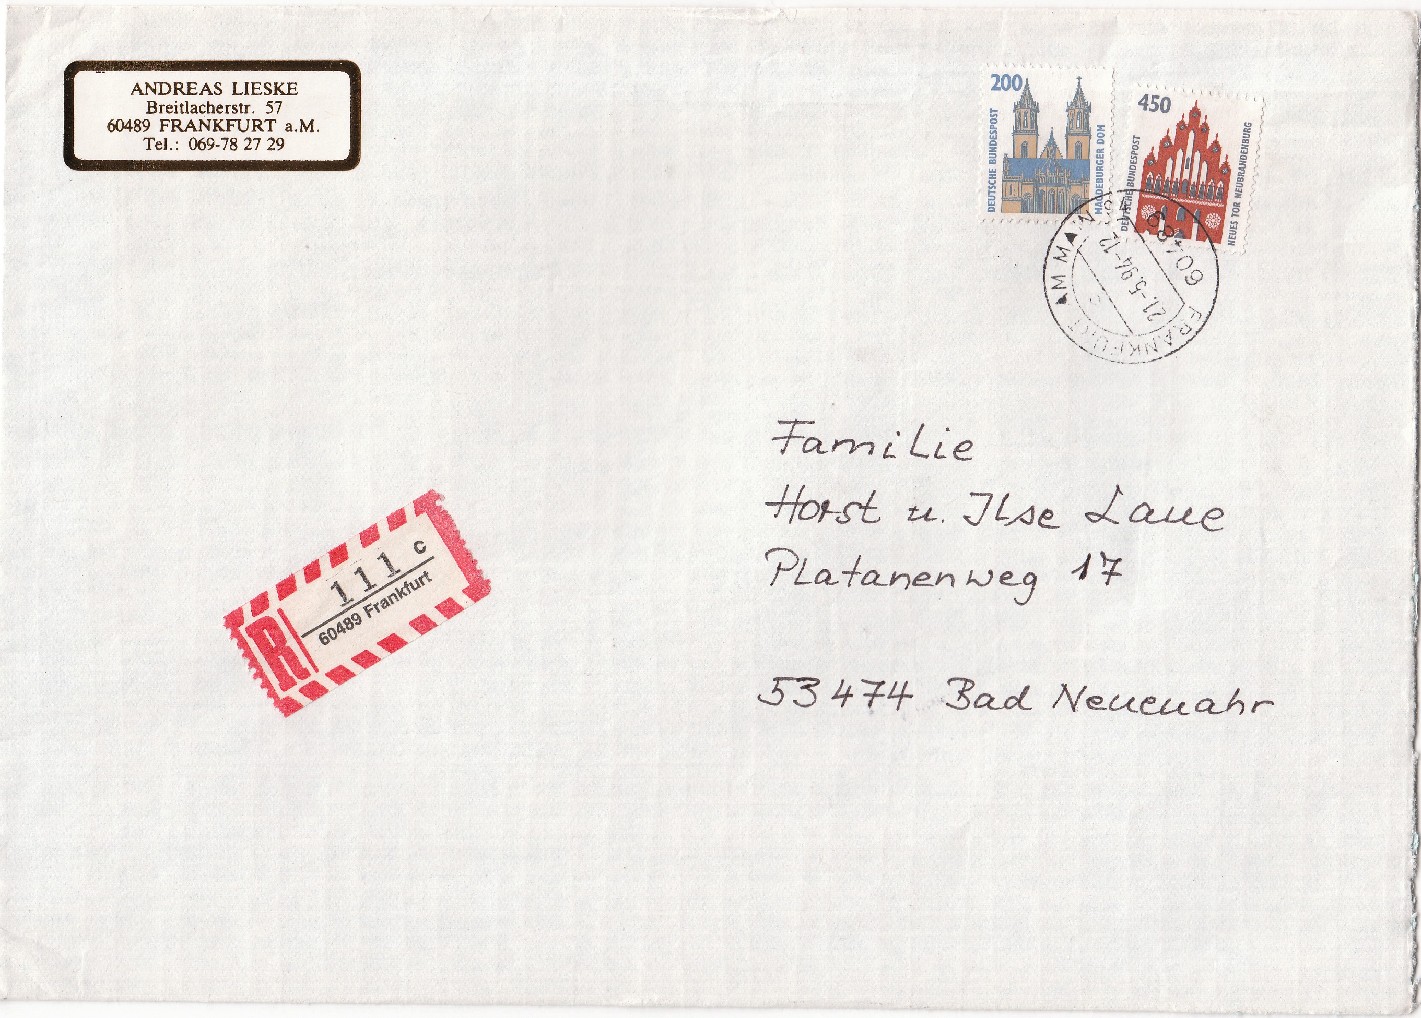 ANDREAS LIESKE
Breitlacherstr. 57
60489 FRANKFURT a.M.
Tel.: 069-78 27 29
200
DEUTSCHE BUNDESPOST
MAGDEBURGER DOM
450
DEUTSCHE BUNDESPOST
NEUES TOR NEUBRANDENBURG
60489 FRANKFURT AM MAIN 94
21.-5.94-12
Familie
Horst u. Ilse Laue
Platanenweg 17
53474 Bad Neuenahr
R
111 c
60489 Frankfurt